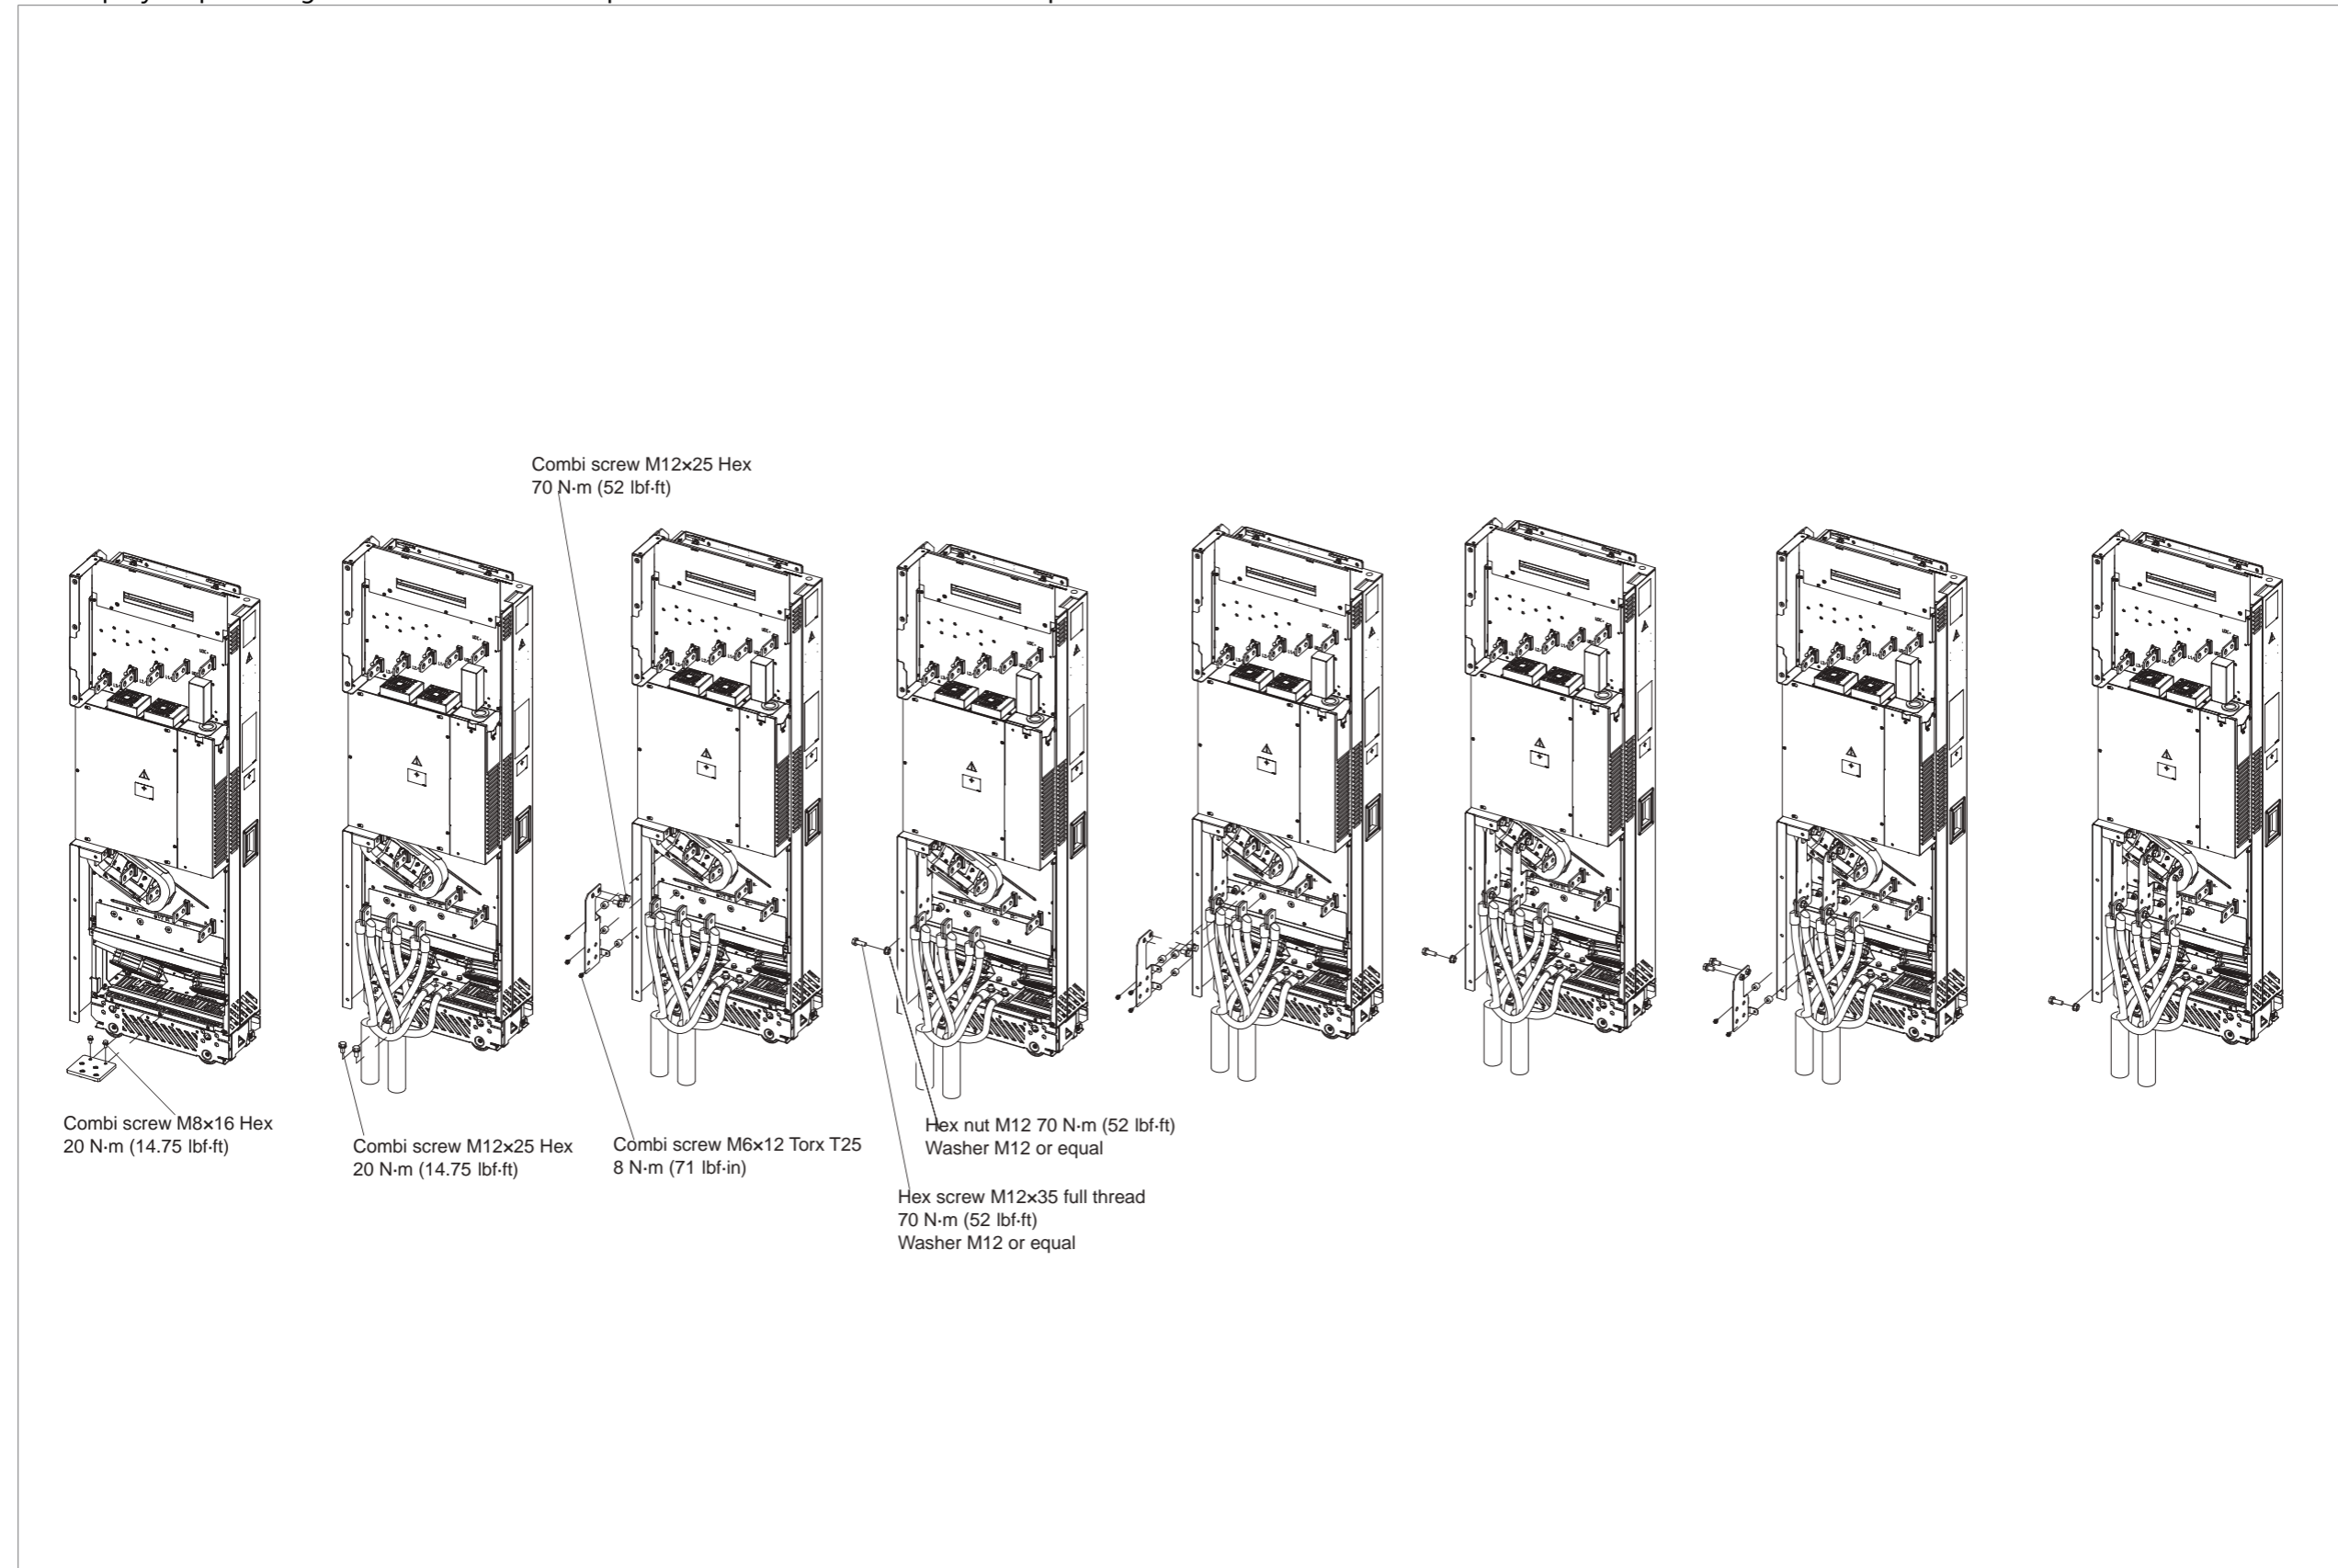 Combi screw M12×25 Hex
70 N·m (52 lbf·ft)
Combi screw M8×16 Hex
20 N·m (14.75 lbf·ft)
Combi screw M12×25 Hex
20 N·m (14.75 lbf·ft)
Combi screw M6×12 Torx T25
8 N·m (71 lbf·in)
Hex nut M12 70 N·m (52 lbf·ft)
Washer M12 or equal
Hex screw M12×35 full thread
70 N·m (52 lbf·ft)
Washer M12 or equal